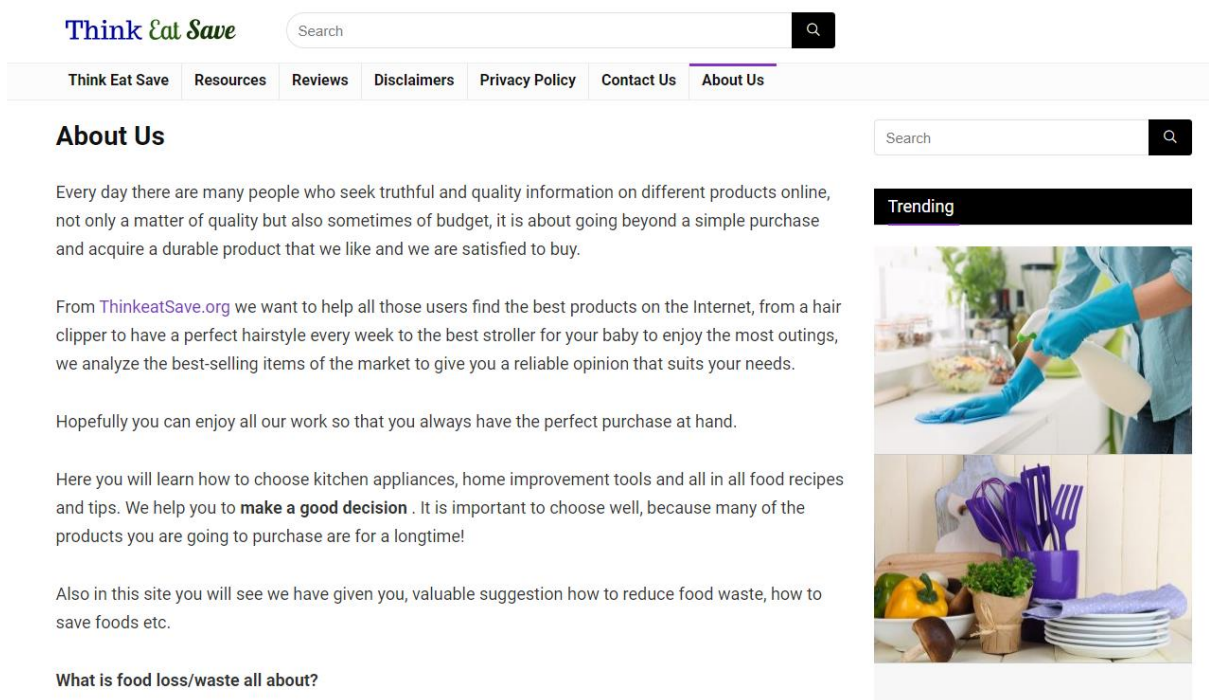 Think Eat Save
Search
Think Eat Save
Resources
Reviews
Disclaimers
Privacy Policy
Contact Us
About Us
About Us
Every day there are many people who seek truthful and quality information on different products online,
not only a matter of quality but also sometimes of budget, it is about going beyond a simple purchase
and acquire a durable product that we like and we are satisfied to buy.
From ThinkeatSave.org we want to help all those users find the best products on the Internet, from a hair
clipper to have a perfect hairstyle every week to the best stroller for your baby to enjoy the most outings,
we analyze the best-selling items of the market to give you a reliable opinion that suits your needs.
Hopefully you can enjoy all our work so that you always have the perfect purchase at hand.
Here you will learn how to choose kitchen appliances, home improvement tools and all in all food recipes
and tips. We help you to make a good decision . It is important to choose well, because many of the
products you are going to purchase are for a longtime!
Also in this site you will see we have given you, valuable suggestion how to reduce food waste, how to
save foods etc.
What is food loss/waste all about?
Search
Trending